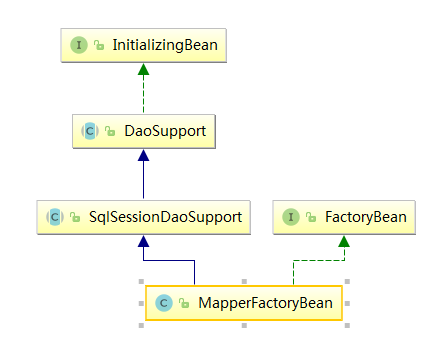 I InitializingBean
C DaoSupport
C SqlSessionDaoSupport
I FactoryBean
C MapperFactoryBean